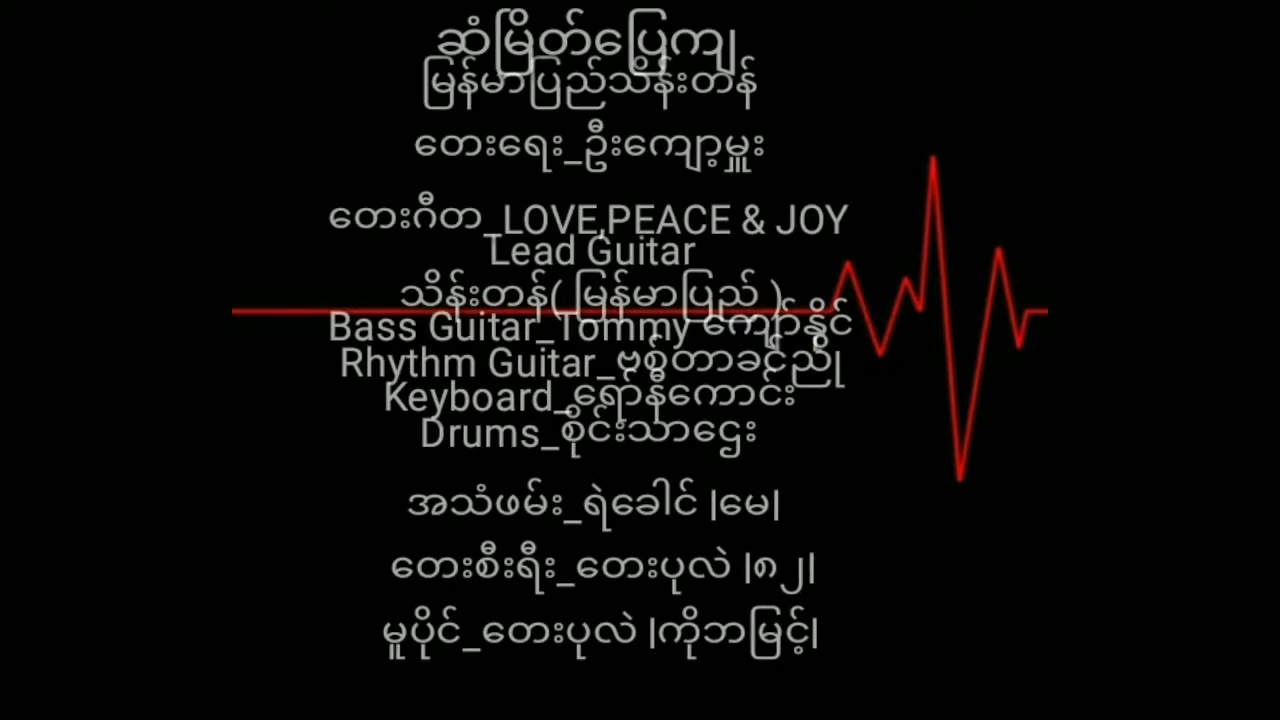 ဆံမြိတ်ပြေကျ
မြန်မာပြည်သိန်းတန်
တေးရေး_ဦးကျော့မှူး
တေးဂီတ_LOVE,PEACE & JOY
Lead Guitar
သိန်းတန်( မြန်မာပြည် )
Bass Guitar_Tommy ကျော်နိုင်
Rhythm Guitar_ဗစ်တာခင်ညို
Keyboard_ရော်နီကောင်း
Drums_စိုင်းသာဌေး
အသံဖမ်း_ရဲခေါင် |မေ|
တေးစီးရီး_တေးပုလဲ |၈၂|
မူပိုင်_တေးပုလဲ |ကိုဘမြင့်|